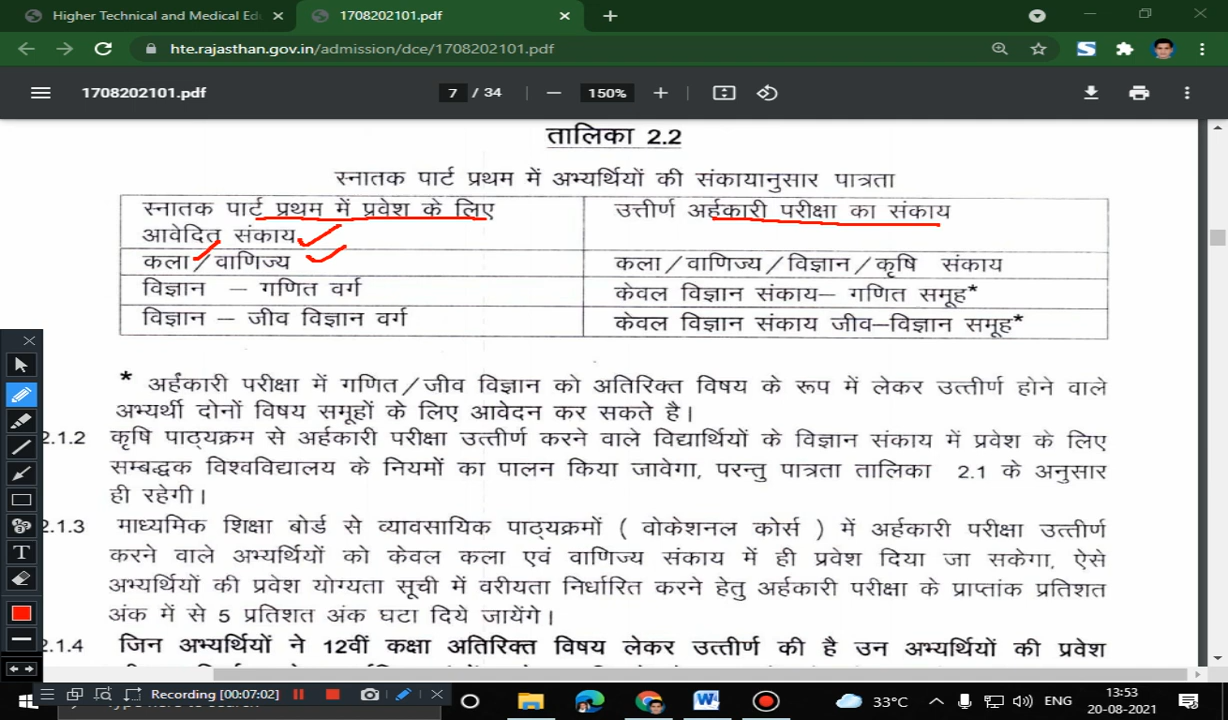 Higher Technical and Medical Edu
1708202101.pdf
hte.rajasthan.gov.in/admission/dce/1708202101.pdf
1708202101.pdf
7 / 34
150%
तालिका 2.2
स्नातक पार्ट प्रथम में अभ्यर्थियों की संकायानुसार पात्रता
स्नातक पार्ट प्रथम में प्रवेश के लिए आवेदित संकाय
उत्तीर्ण अर्हकारी परीक्षा का संकाय
कला/वाणिज्य
कला/वाणिज्य/विज्ञान/कृषि संकाय
विज्ञान – गणित वर्ग
केवल विज्ञान संकाय– गणित समूह*
विज्ञान – जीव विज्ञान वर्ग
केवल विज्ञान संकाय जीव–विज्ञान समूह*
* अर्हकारी परीक्षा में गणित/जीव विज्ञान को अतिरिक्त विषय के रूप में लेकर उत्तीर्ण होने वाले
अभ्यर्थी दोनों विषय समूहों के लिए आवेदन कर सकते है।
2.1.2 कृषि पाठ्यक्रम से अर्हकारी परीक्षा उत्तीर्ण करने वाले विद्यार्थियों के विज्ञान संकाय में प्रवेश के लिए
सम्बद्धक विश्वविद्यालय के नियमों का पालन किया जावेगा, परन्तु पात्रता तालिका 2.1 के अनुसार
ही रहेगी।
2.1.3 माध्यमिक शिक्षा बोर्ड से व्यावसायिक पाठ्यक्रमों ( वोकेशनल कोर्स ) में अर्हकारी परीक्षा उत्तीर्ण
करने वाले अभ्यर्थियों को केवल कला एवं वाणिज्य संकाय में ही प्रवेश दिया जा सकेगा, ऐसे
अभ्यर्थियों की प्रवेश योग्यता सूची में वरीयता निर्धारित करने हेतु अर्हकारी परीक्षा के प्राप्तांक प्रतिशत
अंक में से 5 प्रतिशत अंक घटा दिये जायेंगे।
2.1.4 जिन अभ्यर्थियों ने 12वीं कक्षा अतिरिक्त विषय लेकर उत्तीर्ण की है उन अभ्यर्थियों की प्रवेश
T
Recording [00:07:02]
33°C
ENG
13:53
20-08-2021